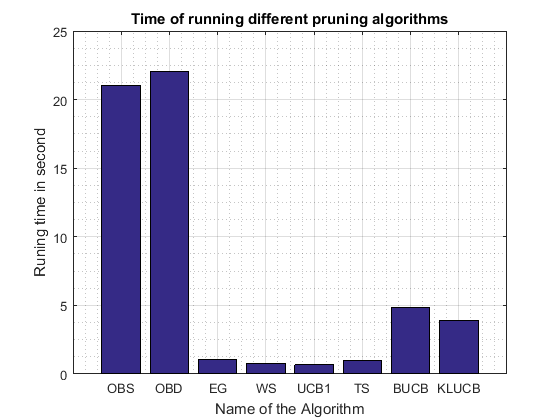 Time of running different pruning algorithms
25
20
15
10
5
0
Runing time in second
OBS OBD EG WS UCB1 TS BUCB KLUCB
Name of the Algorithm